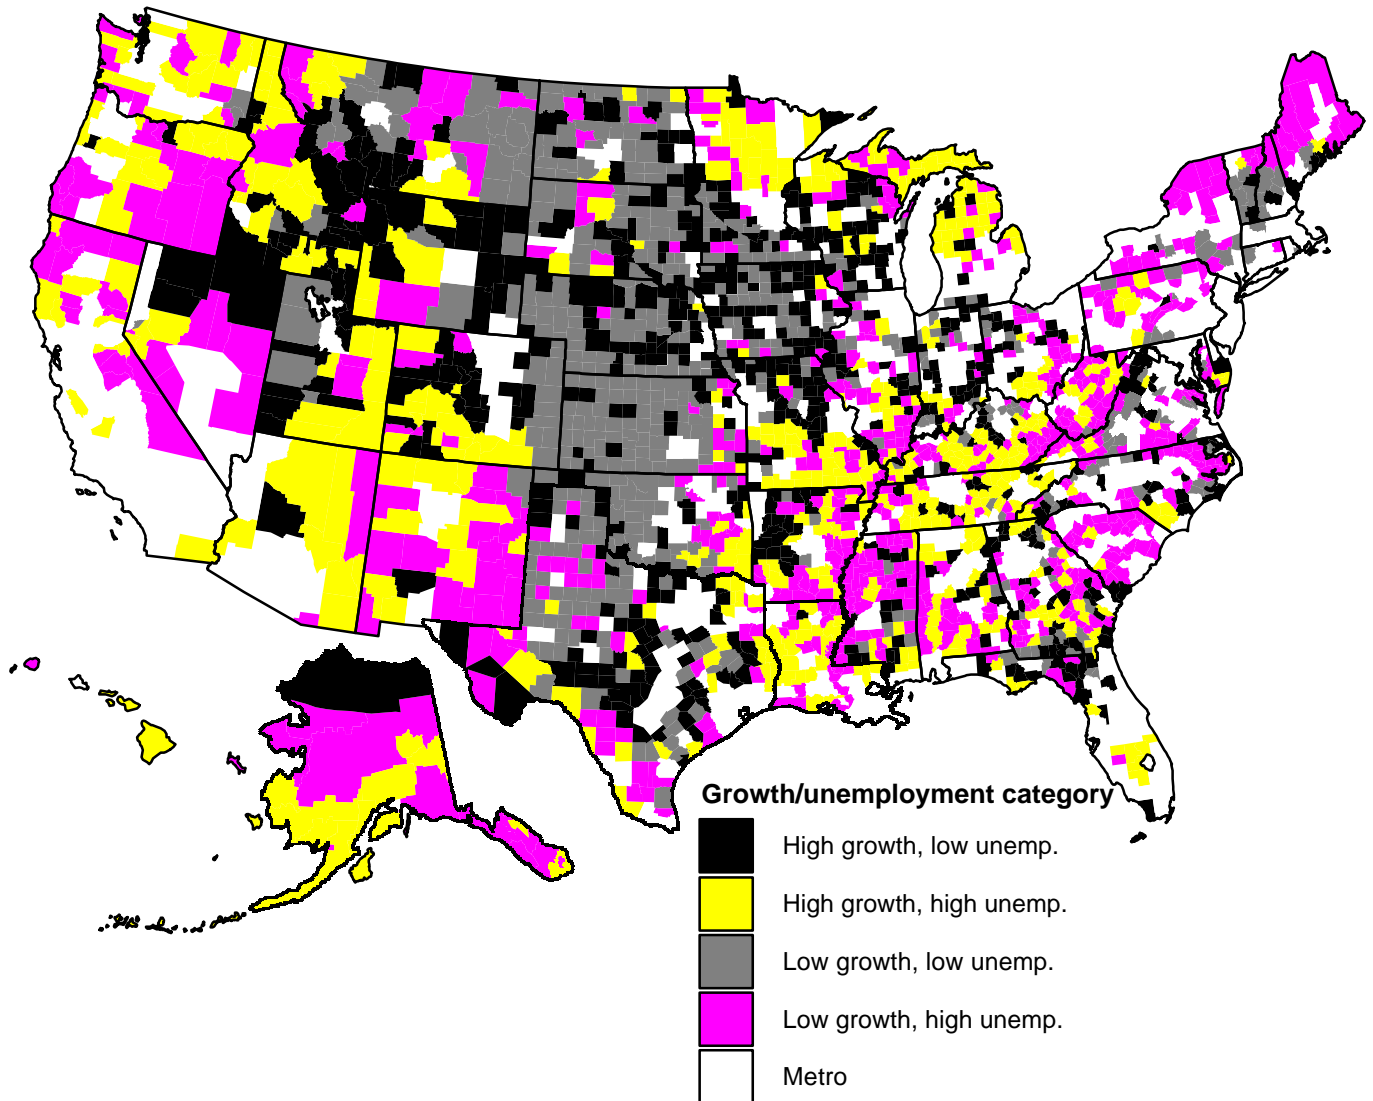 Growth/unemployment category
High growth, low unemp.
High growth, high unemp.
Low growth, low unemp.
Low growth, high unemp.
Metro